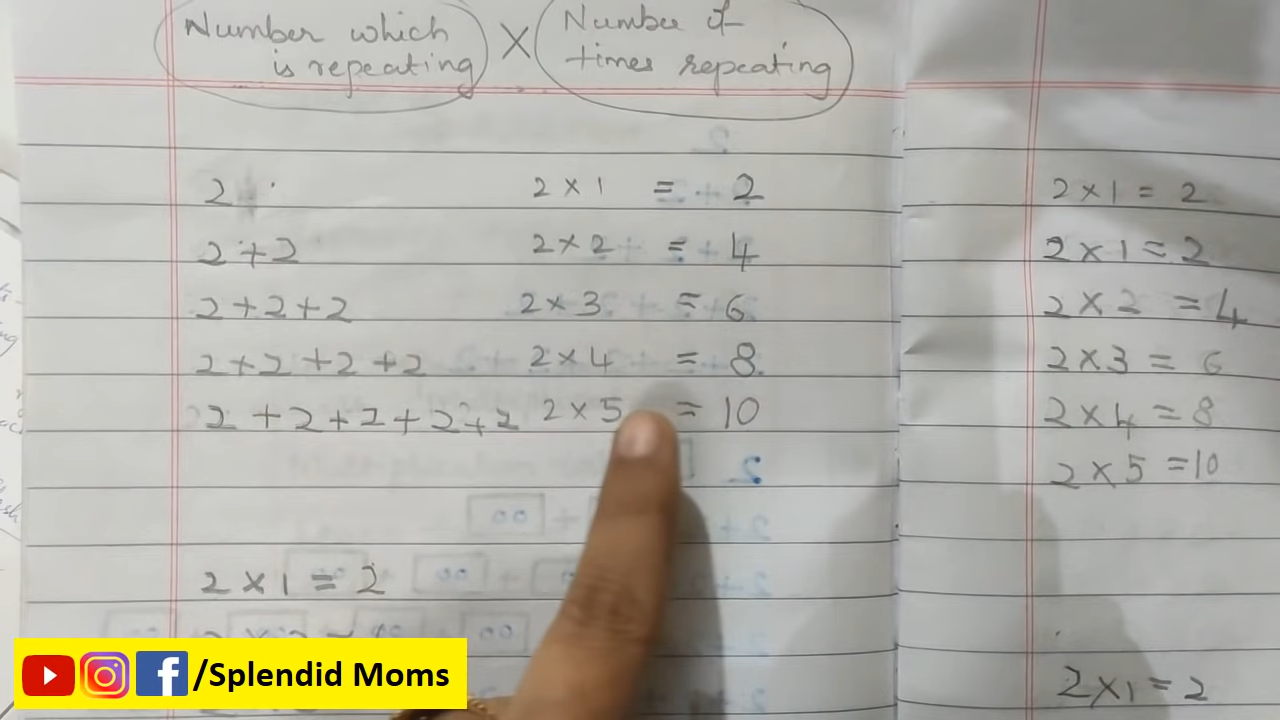 Number which × Number of
is repeating times repeating
2 2 × 1 = 2
2 + 2 2 × 2 = 4
2 + 2 + 2 2 × 3 = 6
2 + 2 + 2 + 2 2 × 4 = 8
2 + 2 + 2 + 2 + 2 2 × 5 = 10
2 × 1 = 2
2 × 1 = 2
2 × 1 = 2
2 × 2 = 4
2 × 3 = 6
2 × 4 = 8
2 × 5 = 10
2 × 1 = 2
/Splendid Moms